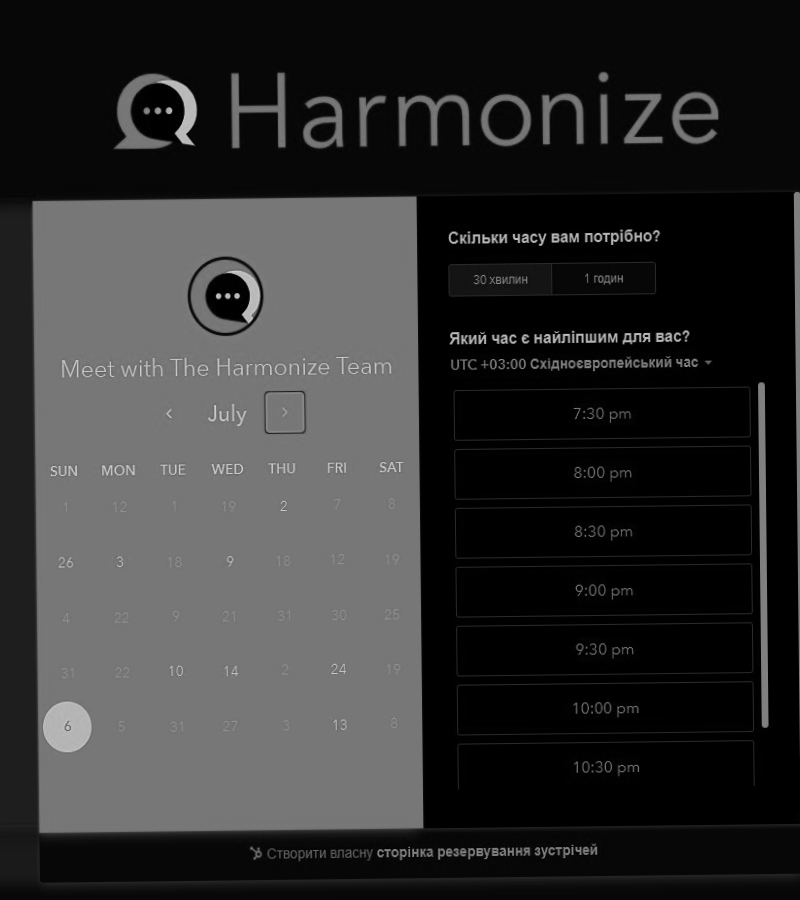 Harmonize
Meet with The Harmonize Team
July
SUN MON TUE WED THU FRI SAT
1 12 1 19 2 7 8
26 3 18 9 18 12 19
4 22 9 21 31 30 25
31 22 10 14 2 24 19
6 5 31 27 3 13 8
Скільки часу вам потрібно?
30 хвилин 1 годин
Який час є найліпшим для вас?
UTC +03:00 Східноєвропейський час
7:30 pm
8:00 pm
8:30 pm
9:00 pm
9:30 pm
10:00 pm
10:30 pm
Створити власну сторінка резервування зустрічей